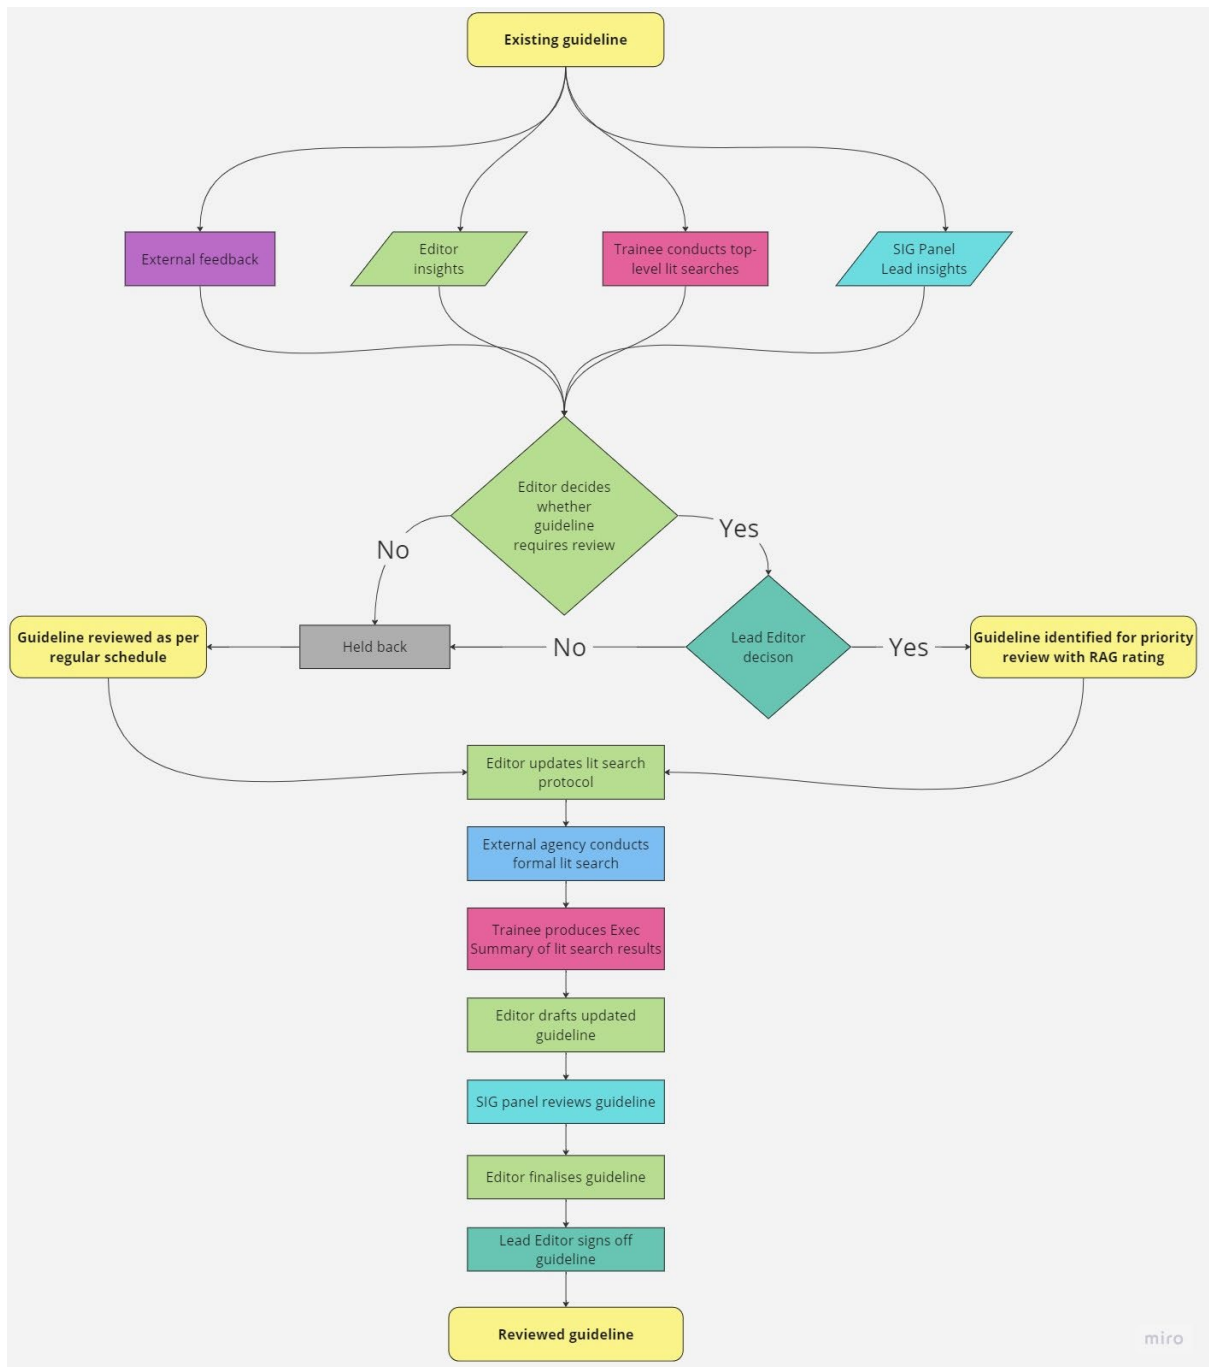 Existing guideline
External feedback
Editor
insights
Trainee conducts top-
level lit searches
SIG Panel
Lead insights
Editor decides
whether
guideline
requires review
No
Yes
Guideline reviewed as per
regular schedule
Held back
No
Lead Editor
decison
Yes
Guideline identified for priority
review with RAG rating
Editor updates lit search
protocol
External agency conducts
formal lit search
Trainee produces Exec
Summary of lit search results
Editor drafts updated
guideline
SIG panel reviews guideline
Editor finalises guideline
Lead Editor signs off
guideline
Reviewed guideline
miro